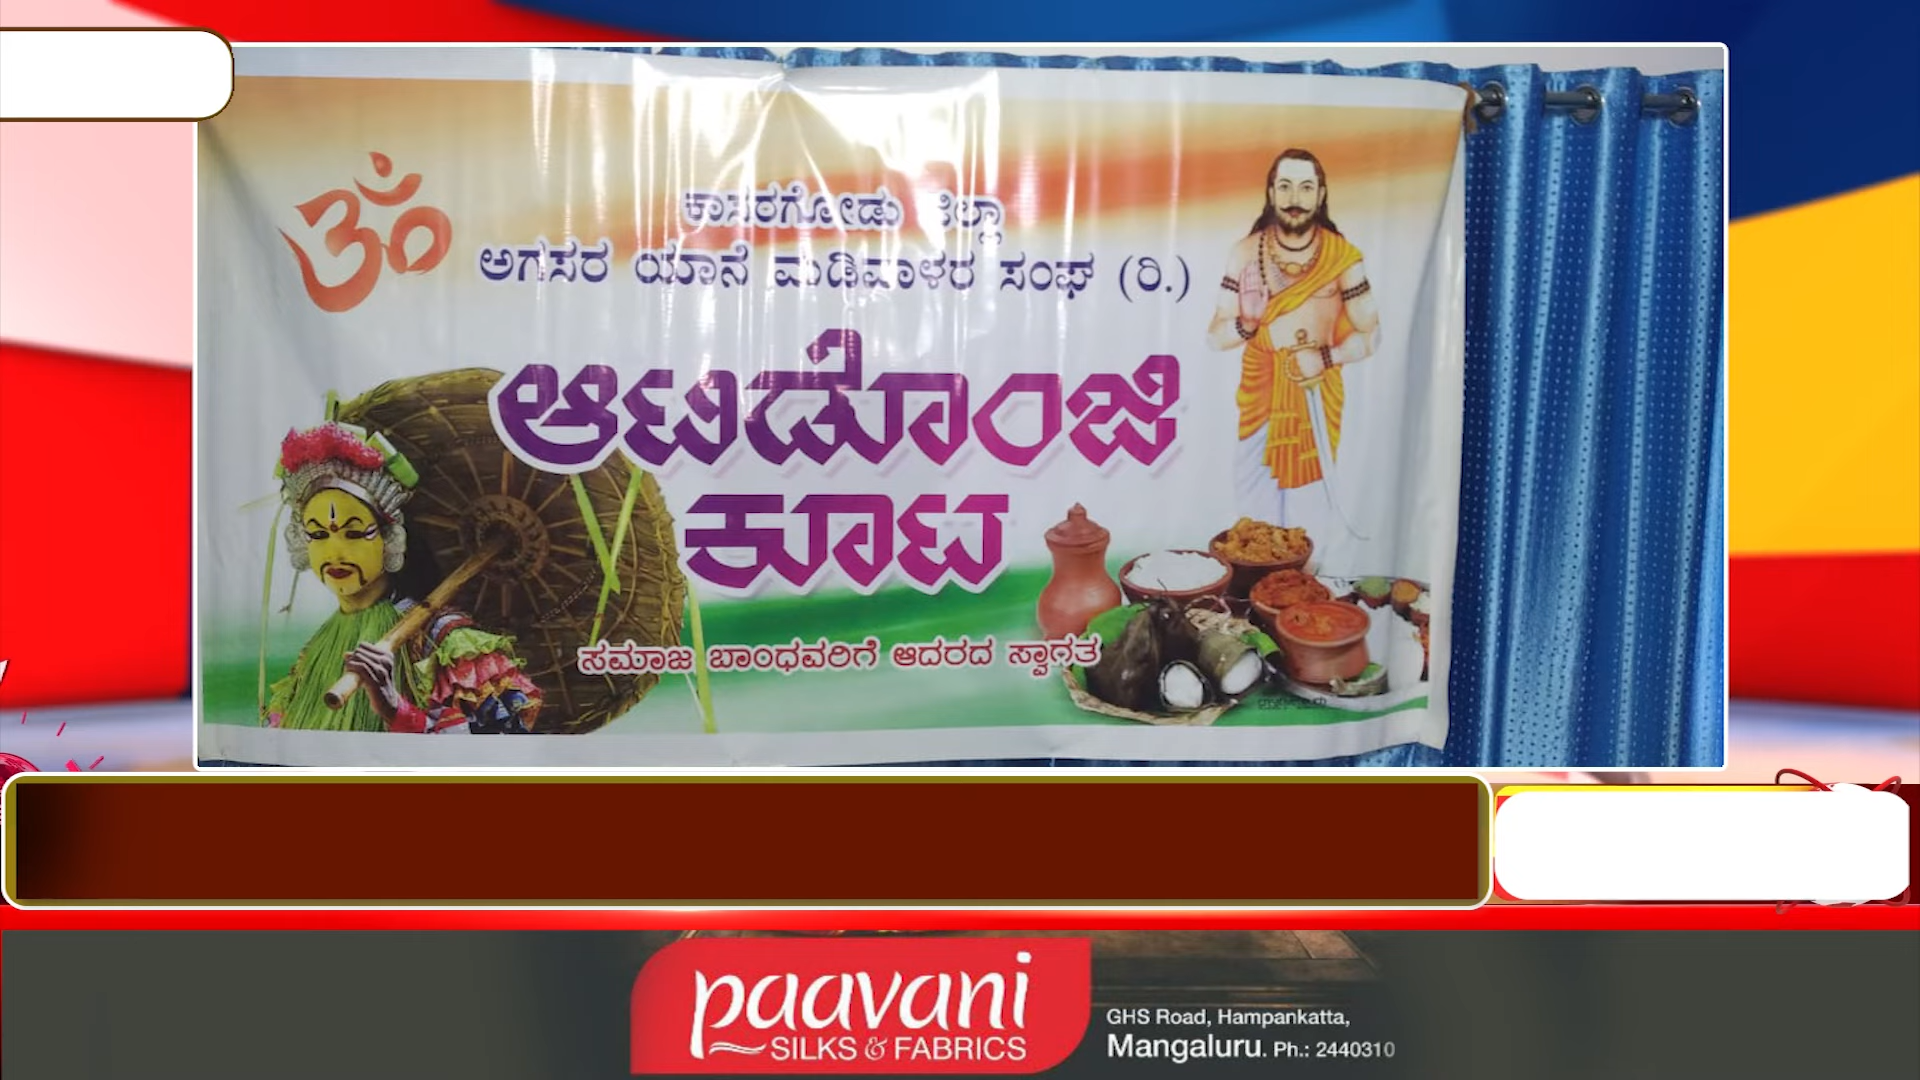 ಕಾಸರಗೋಡು ಜಿಲ್ಲಾ
ಅಗಸರ ಯಾನೆ ಮಡಿವಾಳರ ಸಂಘ (ರಿ.)
ಆಟಿಡೊಂಜಿ
ಕೂಟ
ಸಮಾಜ ಬಾಂಧವರಿಗೆ ಆದರದ ಸ್ವಾಗತ
paavani
SILKS & FABRICS
GHS Road, Hampankatta,
Mangaluru. Ph.: 2440310